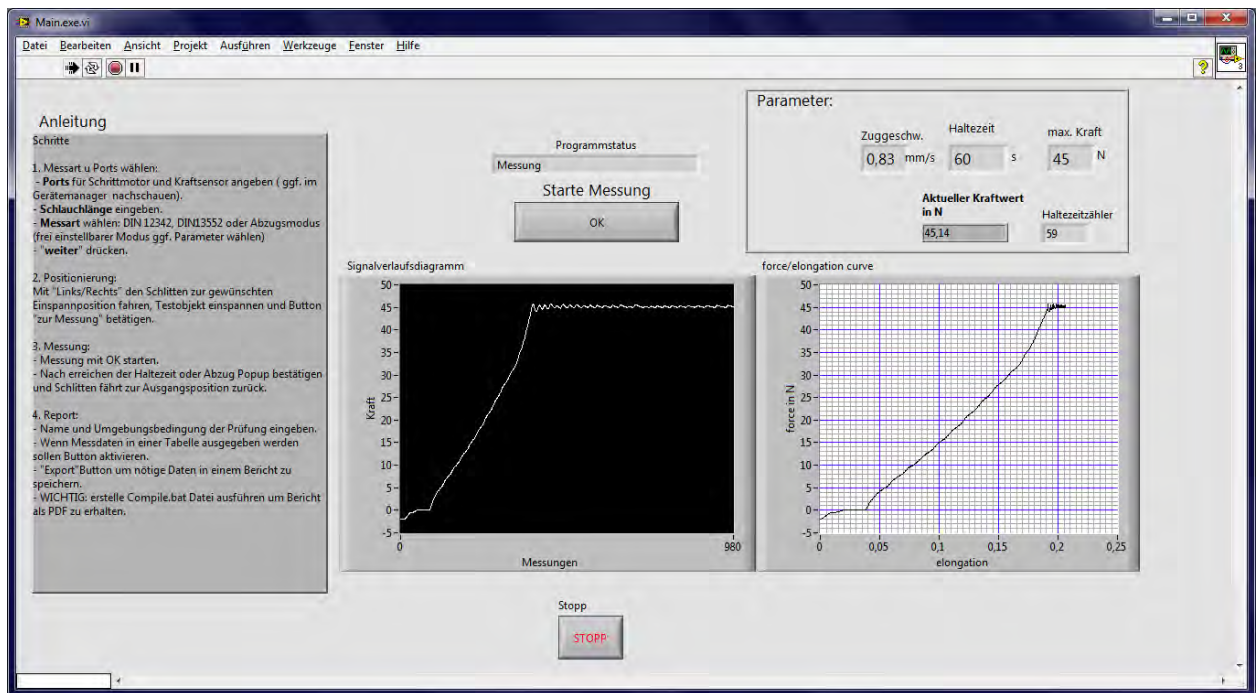 Main.exe.vi
Datei Bearbeiten Ansicht Projekt Ausführen Werkzeuge Fenster Hilfe
?
3
Anleitung
Schritte
1. Messart u Ports wählen:
- Ports für Schrittmotor und Kraftsensor angeben ( ggf. im
Gerätemanager nachschauen).
- Schlauchlänge eingeben.
- Messart wählen: DIN 12342, DIN13552 oder Abzugsmodus
(frei einstellbarer Modus ggf. Parameter wählen)
- "weiter" drücken.
2. Positionierung:
Mit "Links/Rechts" den Schlitten zur gewünschten
Einspannposition fahren, Testobjekt einspannen und Button
"zur Messung" betätigen.
3. Messung:
- Messung mit OK starten.
- Nach erreichen der Haltezeit oder Abzug Popup bestätigen
und Schlitten fährt zur Ausgangsposition zurück.
4. Report:
- Name und Umgebungsbedingung der Prüfung eingeben.
- Wenn Messdaten in einer Tabelle ausgegeben werden
sollen Button aktivieren.
- "Export"Button um nötige Daten in einem Bericht zu
speichern.
- WICHTIG: erstelle Compile.bat Datei ausführen um Bericht
als PDF zu erhalten.
Programmstatus
Messung
Starte Messung
OK
Parameter:
Zuggeschw. Haltezeit max. Kraft
0,83 mm/s 60 s 45 N
Aktueller Kraftwert
in N
Haltezeitzähler
45,14 59
Signalverlaufsdiagramm
Kraft
50
45
40
35
30
25
20
15
10
5
0
-5
0 980
Messungen
force/elongation curve
force in N
50
45
40
35
30
25
20
15
10
5
0
-5
0 0,05 0,1 0,15 0,2 0,25
elongation
Stopp
STOPP